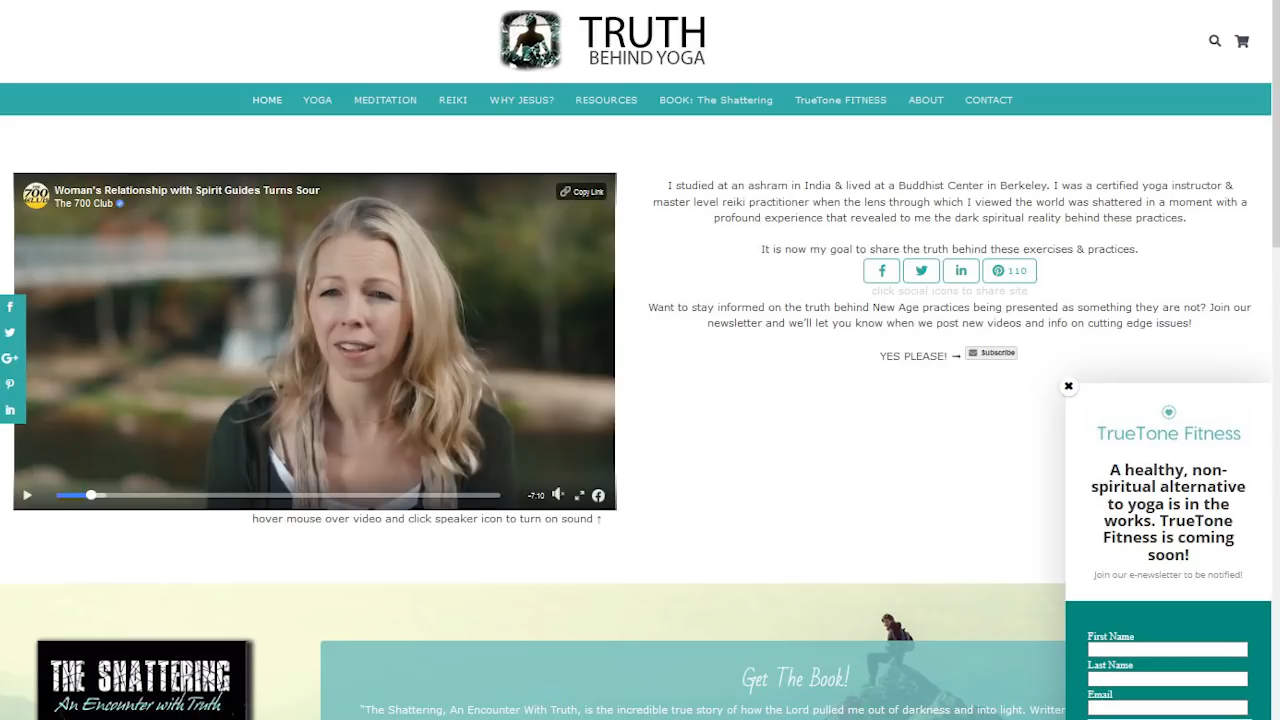 TRUTH
BEHIND YOGA
HOME YOGA MEDITATION REIKI WHY JESUS? RESOURCES BOOK: The Shattering TrueTone FITNESS ABOUT CONTACT
THE 700 CLUB
Woman's Relationship with Spirit Guides Turns Sour
The 700 Club
Copy Link
-7:10
hover mouse over video and click speaker icon to turn on sound ↑
I studied at an ashram in India & lived at a Buddhist Center in Berkeley. I was a certified yoga instructor &
master level reiki practitioner when the lens through which I viewed the world was shattered in a moment with a
profound experience that revealed to me the dark spiritual reality behind these practices.
It is now my goal to share the truth behind these exercises & practices.
110
click social icons to share site
Want to stay informed on the truth behind New Age practices being presented as something they are not? Join our
newsletter and we'll let you know when we post new videos and info on cutting edge issues!
YES PLEASE! → Subscribe
TrueTone Fitness
A healthy, non-
spiritual alternative
to yoga is in the
works. TrueTone
Fitness is coming
soon!
Join our e-newsletter to be notified!
First Name
Last Name
Email
THE SHATTERING
An Encounter with Truth
Get The Book!
"The Shattering, An Encounter With Truth, is the incredible true story of how the Lord pulled me out of darkness and into light. Written